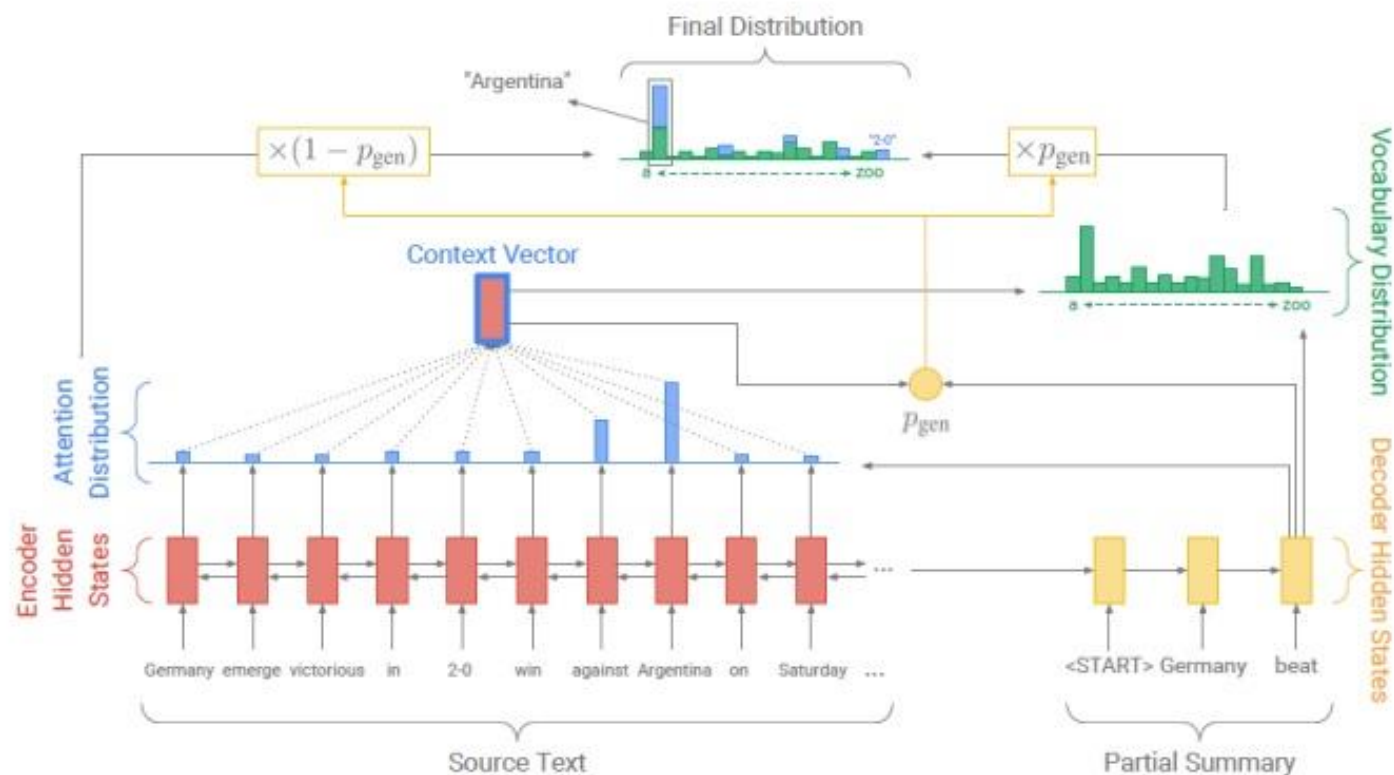 Final Distribution
"Argentina"
×(1 − p_gen)
"2-0"
×p_gen
a
zoo
Context Vector
Vocabulary Distribution
a
zoo
Attention
Distribution
p_gen
Encoder
Hidden
States
...
Decoder Hidden States
Germany emerge victorious in 2-0 win against Argentina on Saturday ...
<START> Germany beat
Source Text
Partial Summary